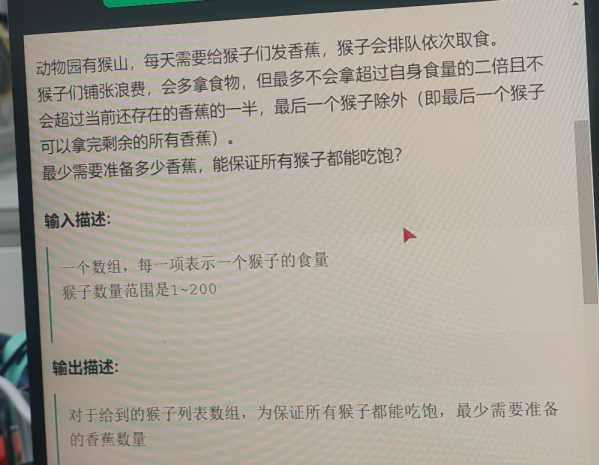 动物园有猴山，每天需要给猴子们发香蕉，猴子会排队依次取食。
猴子们铺张浪费，会多拿食物，但最多不会拿超过自身食量的二倍且不
会超过当前还存在的香蕉的一半，最后一个猴子除外（即最后一个猴子
可以拿完剩余的所有香蕉）。
最少需要准备多少香蕉，能保证所有猴子都能吃饱？
输入描述：
一个数组，每一项表示一个猴子的食量
猴子数量范围是1~200
输出描述：
对于给到的猴子列表数组，为保证所有猴子都能吃饱，最少需要准备
的香蕉数量